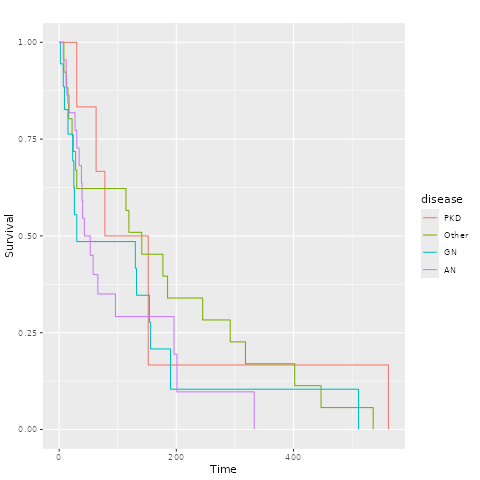 1.00
0.75
0.50
0.25
0.00
Survival
0
200
400
Time
disease
PKD
Other
GN
AN